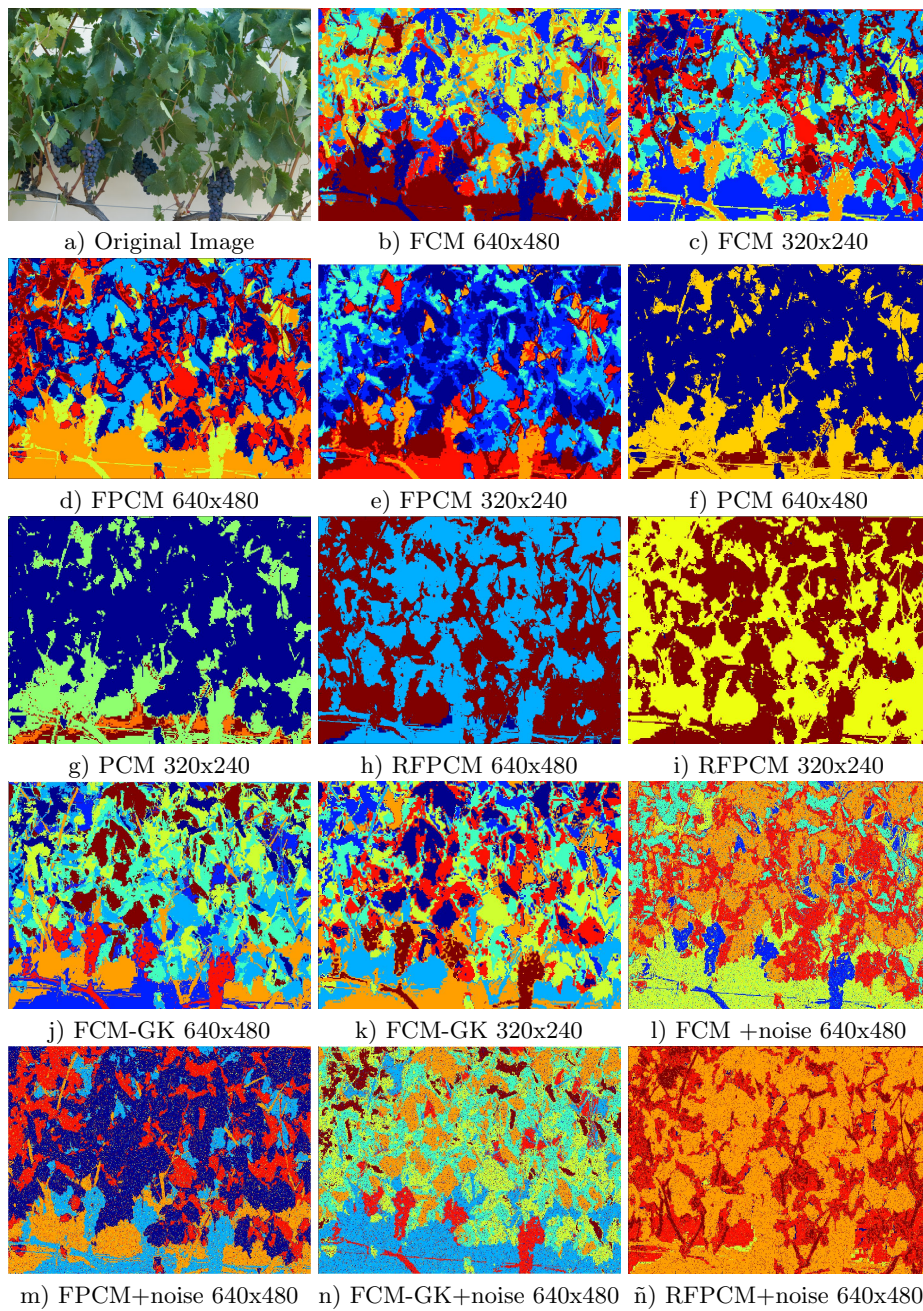 a) Original Image
b) FCM 640x480
c) FCM 320x240
d) FPCM 640x480
e) FPCM 320x240
f) PCM 640x480
g) PCM 320x240
h) RFPCM 640x480
i) RFPCM 320x240
j) FCM-GK 640x480
k) FCM-GK 320x240
l) FCM +noise 640x480
m) FPCM+noise 640x480
n) FCM-GK+noise 640x480
ñ) RFPCM+noise 640x480